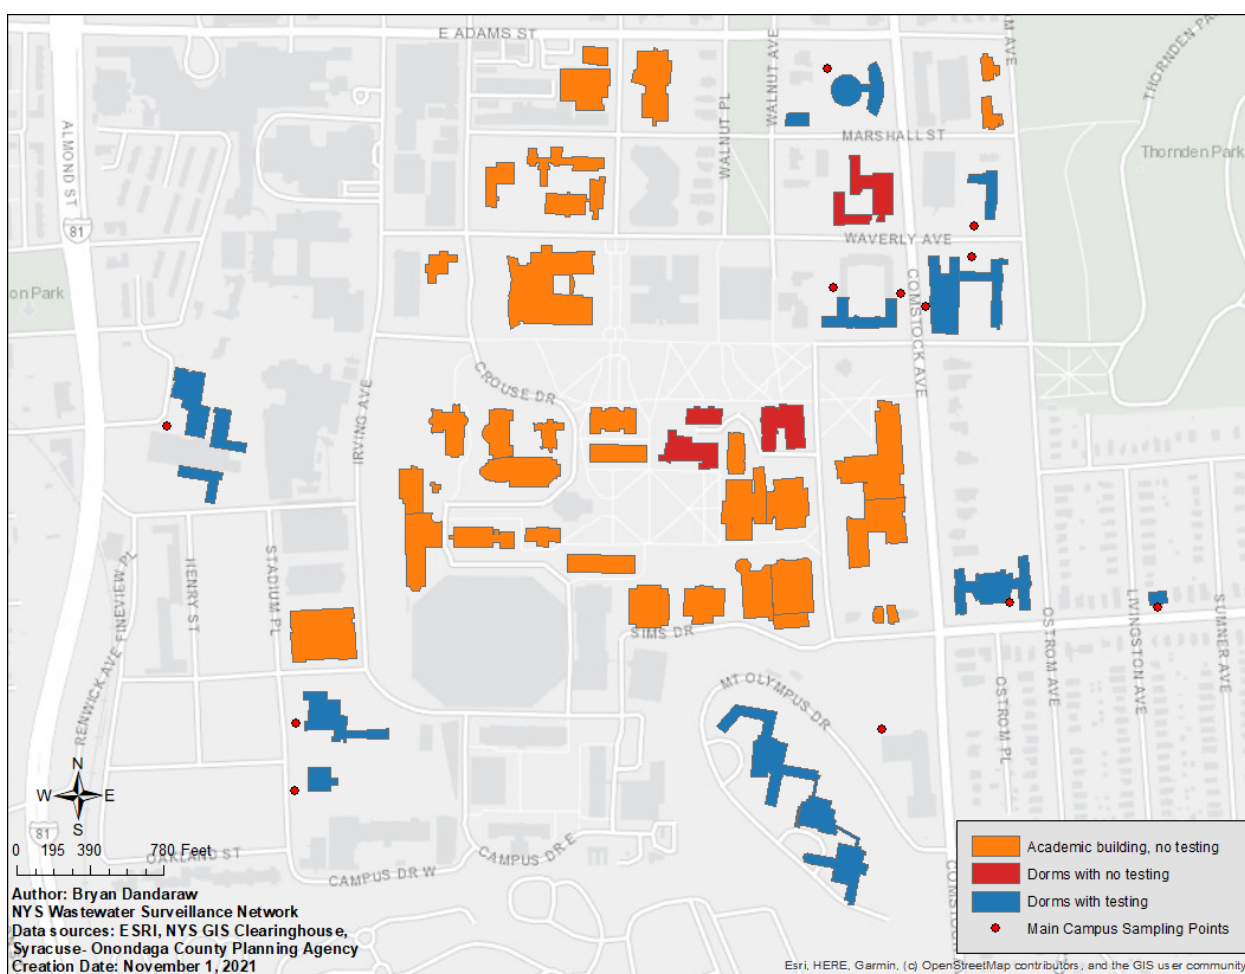 E ADAMS ST
WALNUT AVE
THORNDEN PA
ALMOND ST
WALNUT PL
MARSHALL ST
Thornden Park
81
WAVERLY AVE
on Park
COMSTOCK AVE
CROUSE DR
IRVING AVE
RENWICK AVE
FINEVIEW PL
HENRY ST
STADIUM PL
SIMS DR
OSTROM AVE
LIVINGSTON AVE
SUMNER AVE
MT OLYMPUS DR
OSTROM PL
N
W E
S
81
0 195 390 780 Feet
OAKLAND ST
CAMPUS DR W
CAMPUS DR E
Academic building, no testing
Dorms with no testing
Dorms with testing
Main Campus Sampling Points
Author: Bryan Dandaraw
NYS Wastewater Surveillance Network
Data sources: ESRI, NYS GIS Clearinghouse,
Syracuse- Onondaga County Planning Agency
Creation Date: November 1, 2021
Esri, HERE, Garmin, (c) OpenStreetMap contributors, and the GIS user community